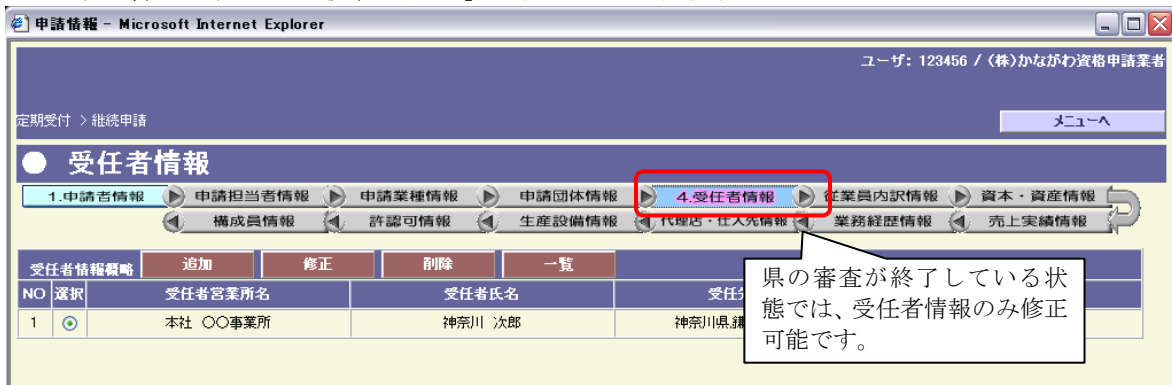 申請情報 - Microsoft Internet Explorer
ユーザ: 123456 / (株)かながわ資格申請業者
定期受付 > 継続申請
メニューへ
● 受任者情報
1.申請者情報 申請担当者情報 申請業種情報 申請団体情報 4.受任者情報 従業員内訳情報 資本・資産情報
構成員情報 許認可情報 生産設備情報 代理店・仕入先情報 業務経歴情報 売上実績情報
受任者情報概略 追加 修正 削除 一覧
NO 選択 受任者営業所名 受任者氏名 受任
1 本社 〇〇事業所 神奈川 次郎 神奈川県
県の審査が終了している状
態では、受任者情報のみ修正
可能です。